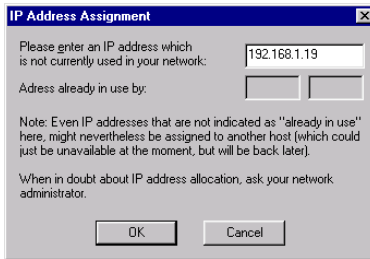 IP Address Assignment
Please enter an IP address which
is not currently used in your network:
192.168.1.19
Adress already in use by:
Note: Even IP addresses that are not indicated as "already in use"
here, might nevertheless be assigned to another host (which could
just be unavailable at the moment, but will be back later).
When in doubt about IP address allocation, ask your network
administrator.
OK
Cancel